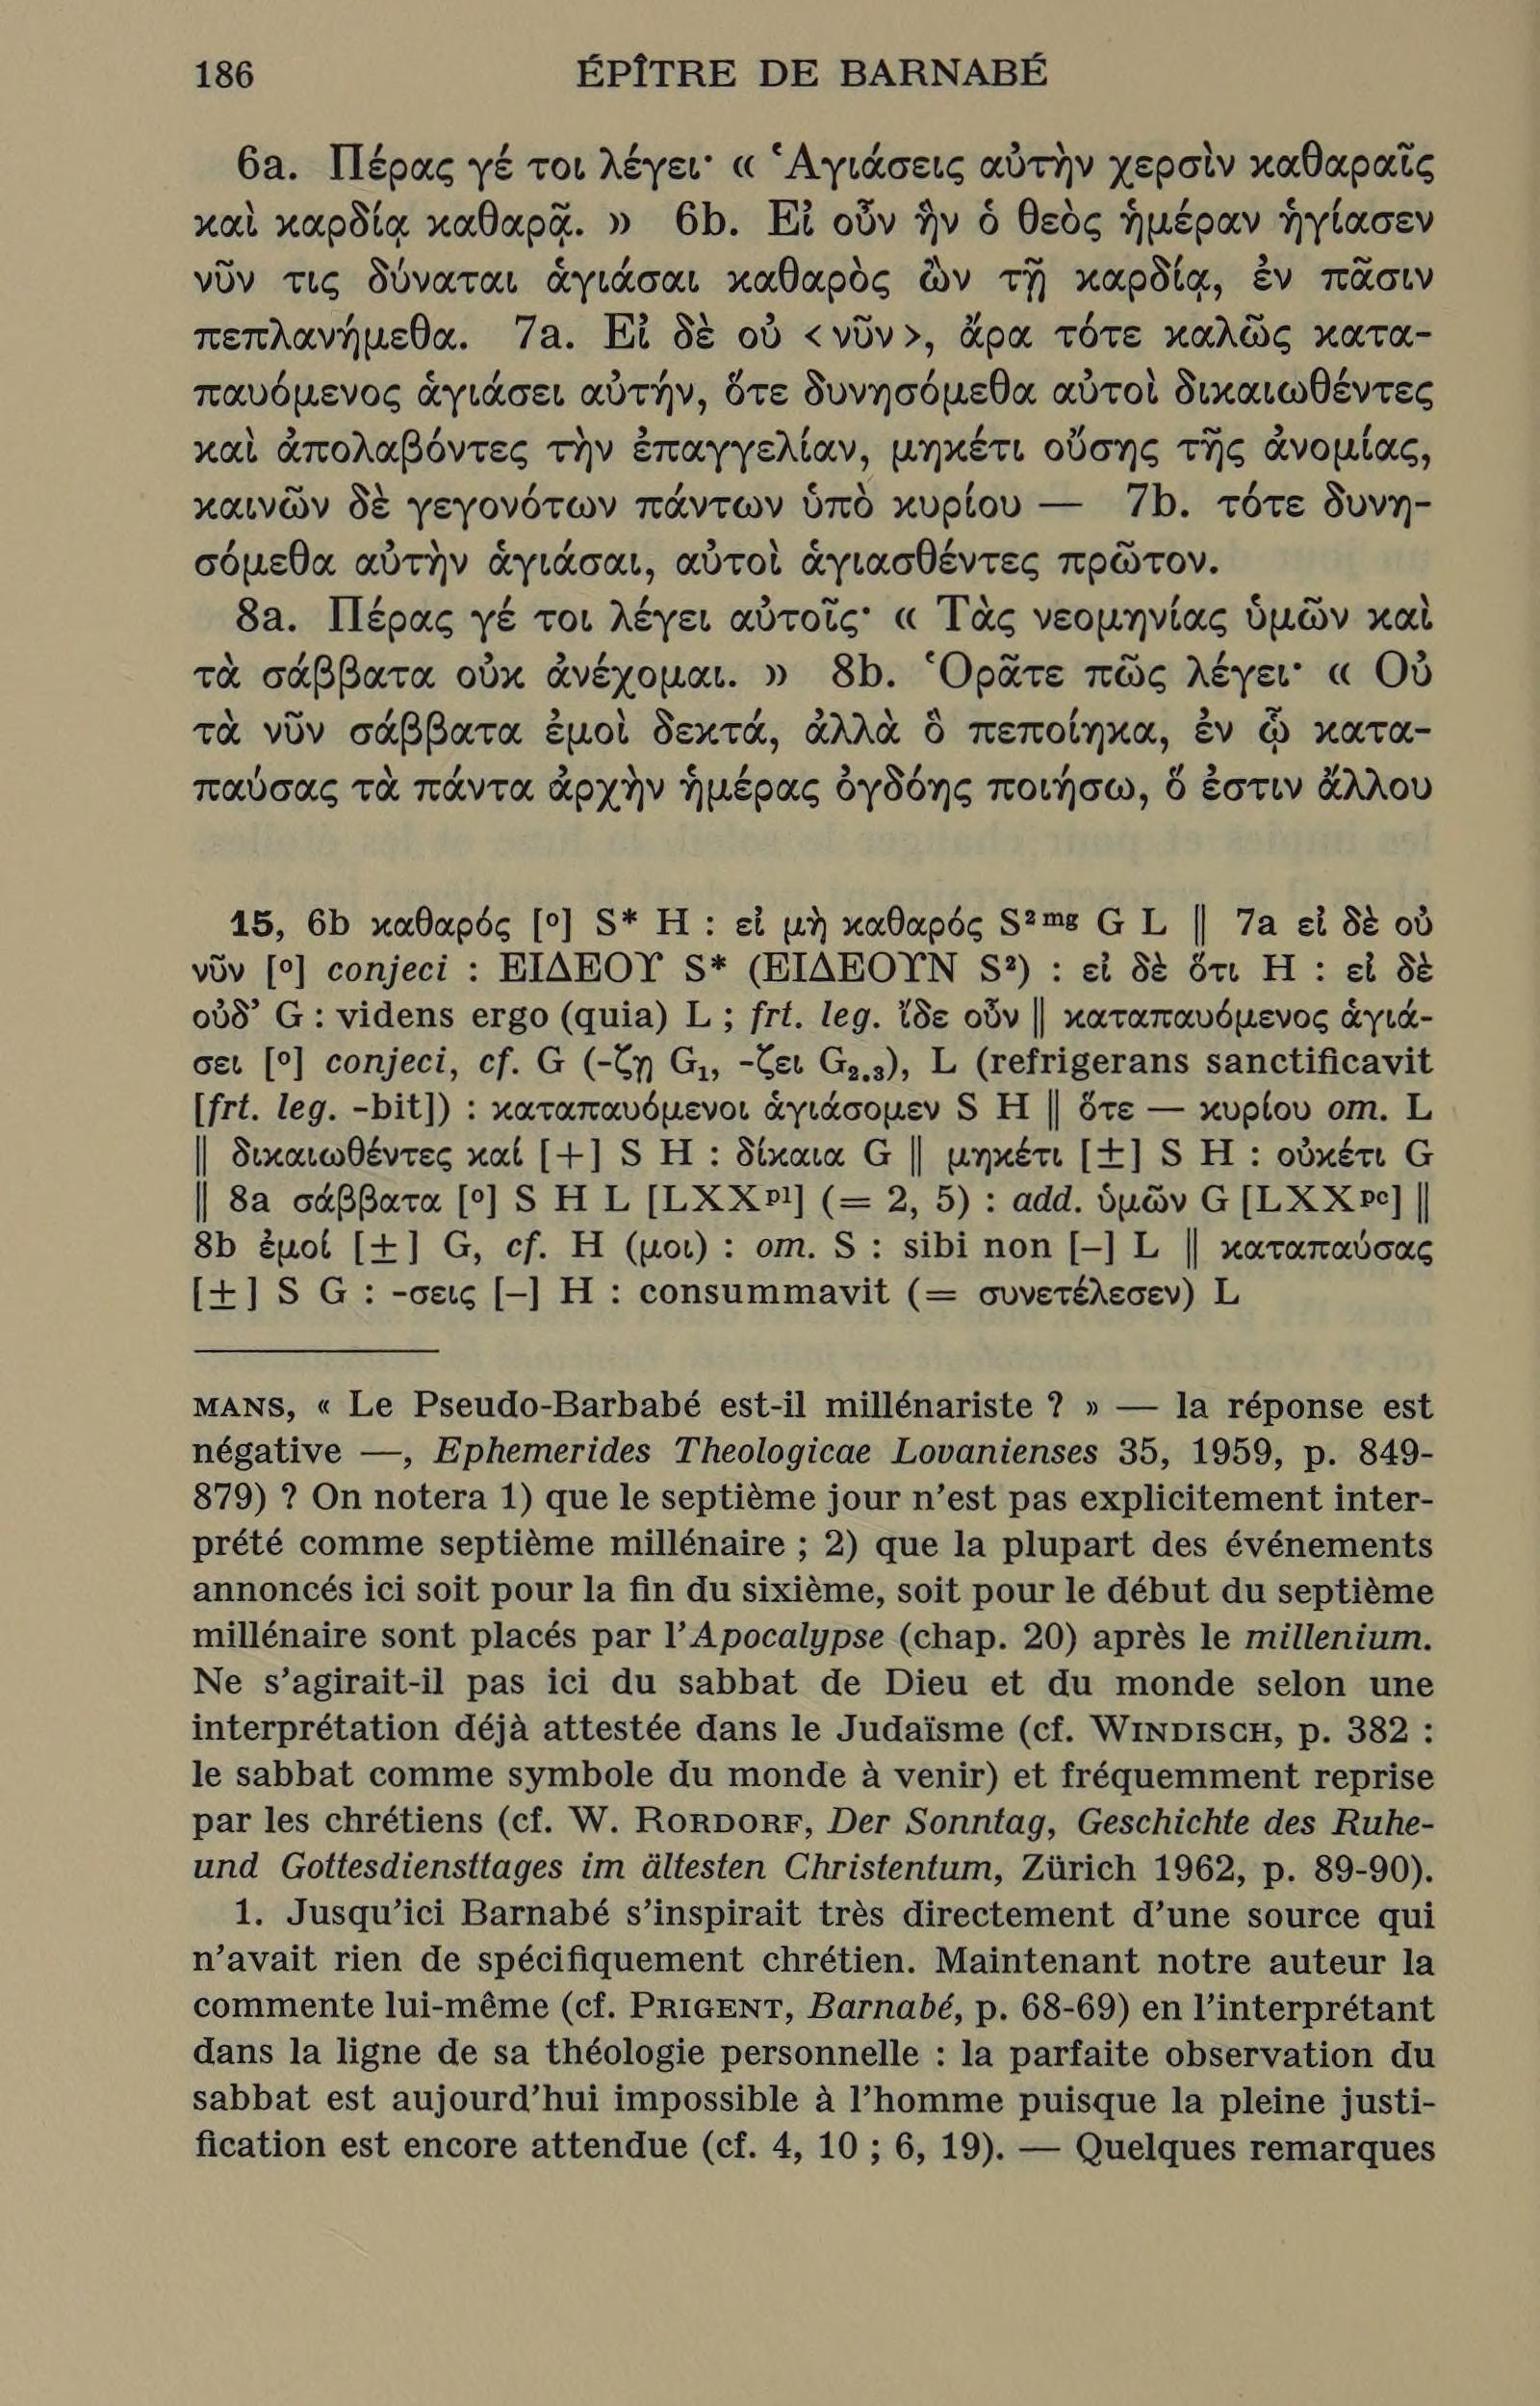 186 ÉPÎTRE DE BARNABÉ
6a. Πέρας γέ τοι λέγει· « Ἁγιάσεις αὐτὴν χερσὶν καθαραῖς
καὶ καρδίᾳ καθαρᾷ. » 6b. Εἰ οὖν ἣν ὁ θεὸς ἡμέραν ἡγίασεν
νῦν τις δύναται ἁγιάσαι καθαρὸς ὢν τῇ καρδίᾳ, ἐν πᾶσιν
πεπλανήμεθα. 7a. Εἰ δὲ οὐ <νῦν>, ἄρα τότε καλῶς κατα-
παυόμενος ἁγιάσει αὐτήν, ὅτε δυνησόμεθα αὐτοὶ δικαιωθέντες
καὶ ἀπολαβόντες τὴν ἐπαγγελίαν, μηκέτι οὔσης τῆς ἀνομίας,
καινῶν δὲ γεγονότων πάντων ὑπὸ κυρίου — 7b. τότε δυνη-
σόμεθα αὐτὴν ἁγιάσαι, αὐτοὶ ἁγιασθέντες πρῶτον.
8a. Πέρας γέ τοι λέγει αὐτοῖς· « Τὰς νεομηνίας ὑμῶν καὶ
τὰ σάββατα οὐκ ἀνέχομαι. » 8b. Ὁρᾶτε πῶς λέγει· « Οὐ
τὰ νῦν σάββατα ἐμοὶ δεκτά, ἀλλὰ ὃ πεποίηκα, ἐν ᾧ κατα-
παύσας τὰ πάντα ἀρχὴν ἡμέρας ὀγδόης ποιήσω, ὅ ἐστιν ἄλλου
15, 6b καθαρός [º] S* H : εἰ μὴ καθαρός S²ᵐᵍ G L ‖ 7a εἰ δὲ οὐ
νῦν [º] conjeci : ΕΙΔΕΟΥ S* (ΕΙΔΕΟΥΝ S²) : εἰ δὲ ὅτι H : εἰ δὲ
οὐδ’ G : videns ergo (quia) L ; frt. leg. ἴδε οὖν ‖ καταπαυόμενος ἁγιά-
σει [º] conjeci, cf. G (-ζῃ G₁, -ζει G₂.₃), L (refrigerans sanctificavit
[frt. leg. -bit]) : καταπαυόμενοι ἁγιάσομεν S H ‖ ὅτε — κυρίου om. L
‖ δικαιωθέντες καί [+] S H : δίκαια G ‖ μηκέτι [±] S H : οὐκέτι G
‖ 8a σάββατα [º] S H L [LXXᵖˡ] (= 2, 5) : add. ὑμῶν G [LXXᵖᶜ] ‖
8b ἐμοί [±] G, cf. H (μοι) : om. S : sibi non [–] L ‖ καταπαύσας
[±] S G : -σεις [–] H : consummavit (= συνετέλεσεν) L
MANS, « Le Pseudo-Barbabé est-il millénariste ? » — la réponse est
négative —, Ephemerides Theologicae Lovanienses 35, 1959, p. 849-
879) ? On notera 1) que le septième jour n’est pas explicitement inter-
prété comme septième millénaire ; 2) que la plupart des événements
annoncés ici soit pour la fin du sixième, soit pour le début du septième
millénaire sont placés par l’Apocalypse (chap. 20) après le millenium.
Ne s’agirait-il pas ici du sabbat de Dieu et du monde selon une
interprétation déjà attestée dans le Judaïsme (cf. WINDISCH, p. 382 :
le sabbat comme symbole du monde à venir) et fréquemment reprise
par les chrétiens (cf. W. RORDORF, Der Sonntag, Geschichte des Ruhe-
und Gottesdiensttages im ältesten Christentum, Zürich 1962, p. 89-90).
1. Jusqu’ici Barnabé s’inspirait très directement d’une source qui
n’avait rien de spécifiquement chrétien. Maintenant notre auteur la
commente lui-même (cf. PRIGENT, Barnabé, p. 68-69) en l’interprétant
dans la ligne de sa théologie personnelle : la parfaite observation du
sabbat est aujourd’hui impossible à l’homme puisque la pleine justi-
fication est encore attendue (cf. 4, 10 ; 6, 19). — Quelques remarques